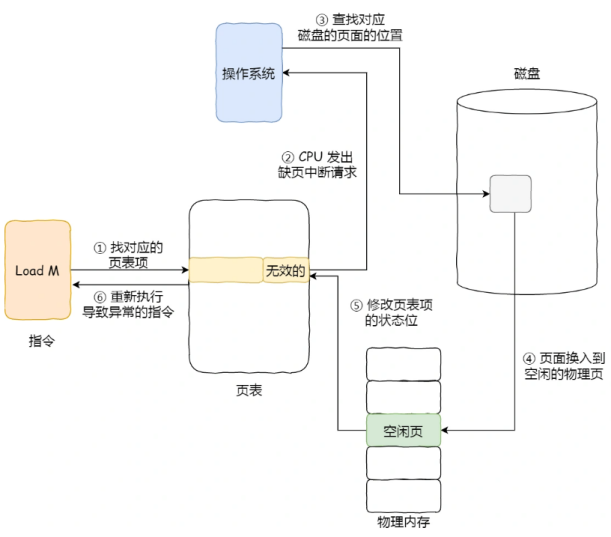 ③ 查找对应
磁盘的页面的位置
操作系统
磁盘
② CPU 发出
缺页中断请求
① 找对应的
页表项
Load M
无效的
⑥ 重新执行
导致异常的指令
⑤ 修改页表项
的状态位
指令
④ 页面换入到
空闲的物理页
页表
空闲页
物理内存